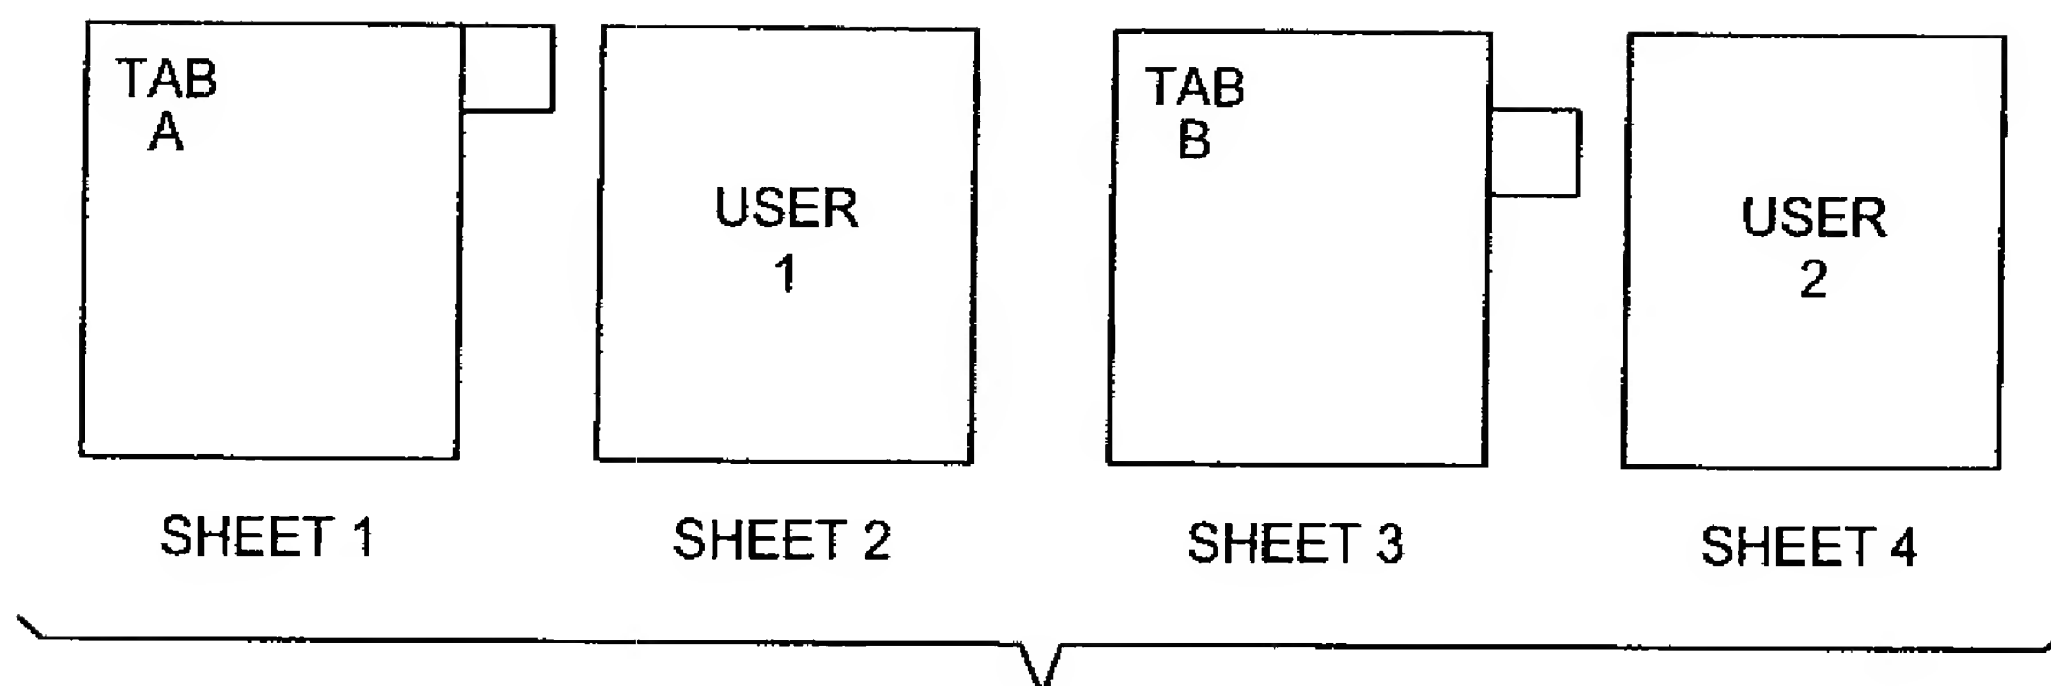 TAB
A
USER
1
TAB
B
USER
2
SHEET 1
SHEET 2
SHEET 3
SHEET 4